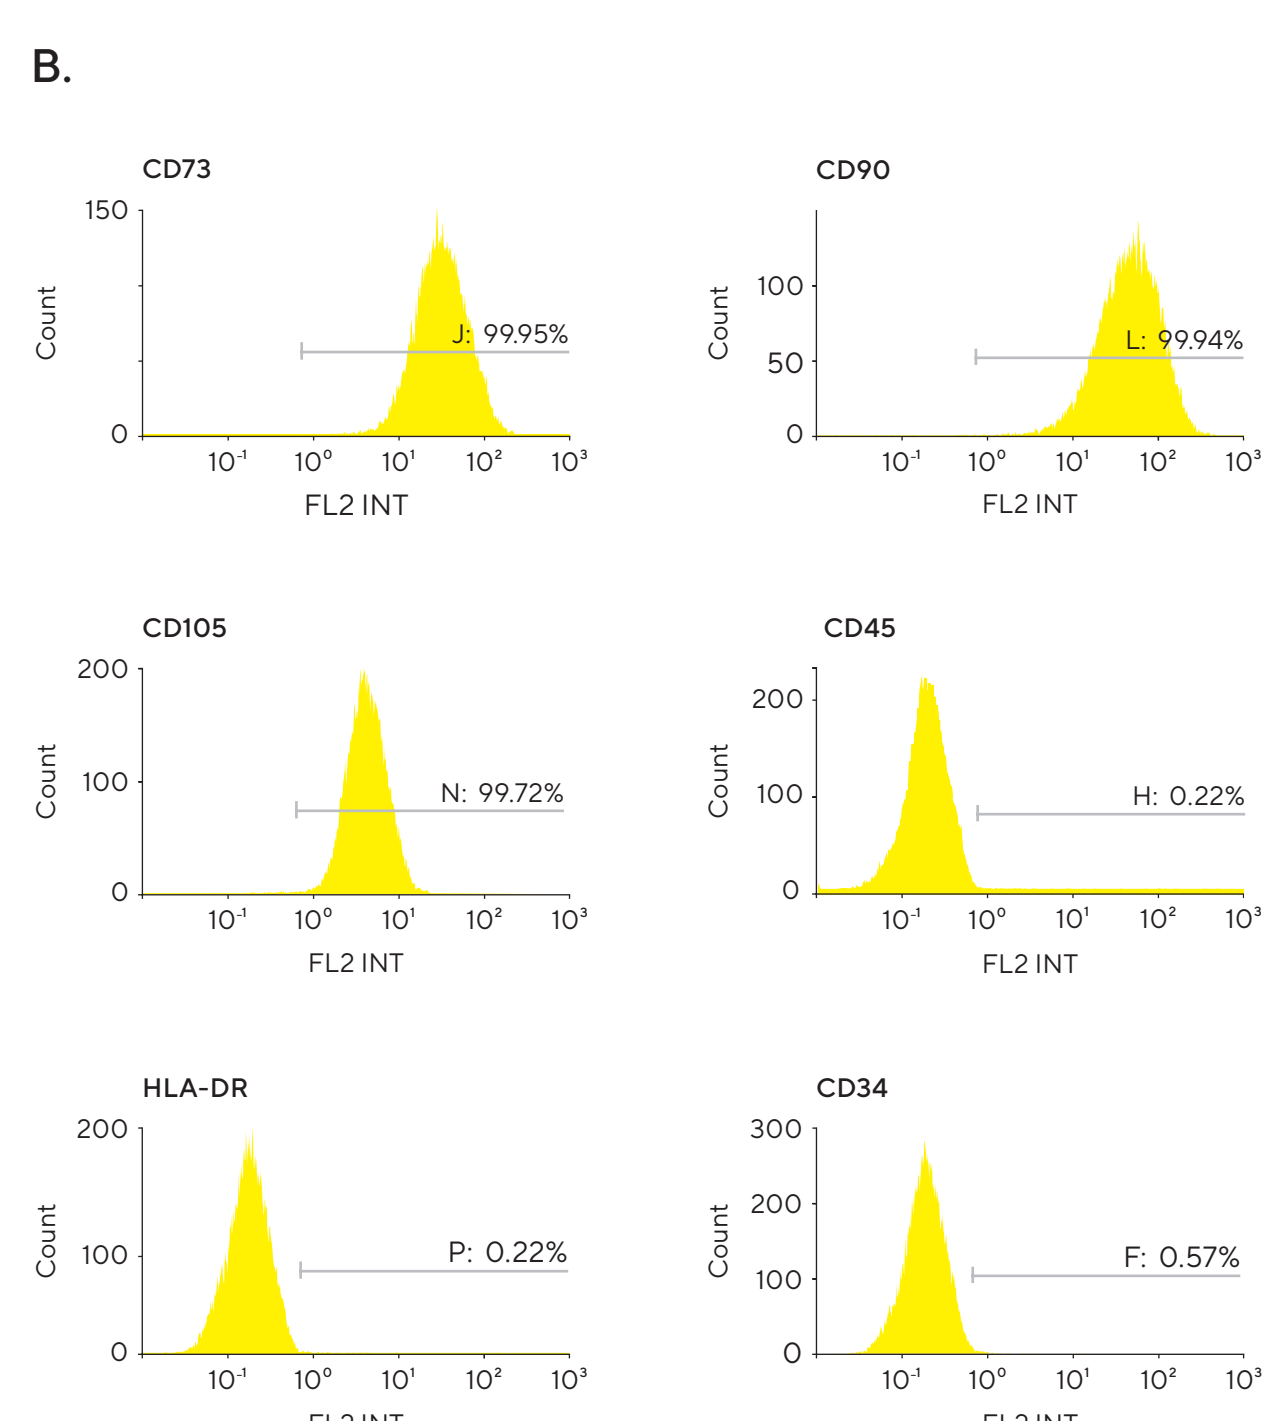 B.
CD73
150
0
Count
J: 99.95%
10⁻¹ 10⁰ 10¹ 10² 10³
FL2 INT
CD90
100
50
0
Count
L: 99.94%
10⁻¹ 10⁰ 10¹ 10² 10³
FL2 INT
CD105
200
100
0
Count
N: 99.72%
10⁻¹ 10⁰ 10¹ 10² 10³
FL2 INT
CD45
200
100
0
Count
H: 0.22%
10⁻¹ 10⁰ 10¹ 10² 10³
FL2 INT
HLA-DR
200
100
0
Count
P: 0.22%
10⁻¹ 10⁰ 10¹ 10² 10³
FL2 INT
CD34
300
200
100
0
Count
F: 0.57%
10⁻¹ 10⁰ 10¹ 10² 10³
FL2 INT